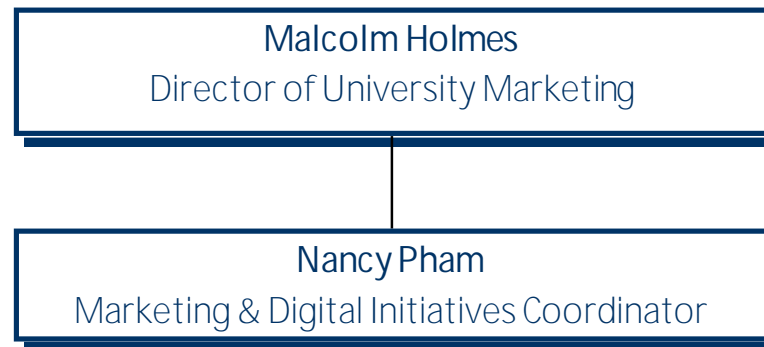 Malcolm Holmes
Director of University Marketing
Nancy Pham
Marketing & Digital Initiatives Coordinator